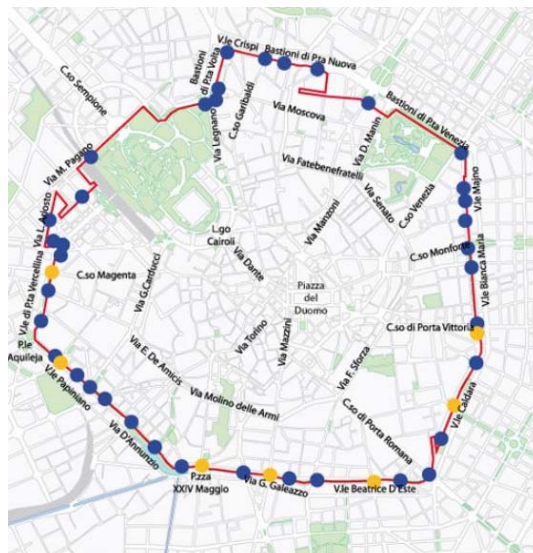 V.le Crispi
Bastioni di P.ta Nuova
Bastioni
di P.ta Volta
C.so Sempione
Via Legnano
C.so Garibaldi
Via Moscova
Bastioni di P.ta Venezia
Via D. Manin
Via M. Pagano
Via Fatebenefratelli
Via Senato
C.so Venezia
V.le Majno
Via L. Ariosto
L.go
Cairoli
Via Manzoni
C.so Monforte
V.le Bianca Maria
V.le di P.ta Vercellina
C.so Magenta
Via G.Carducci
Via Dante
Piazza
del
Duomo
C.so di Porta Vittoria
P.le
Aquileja
Via Torino
Via Mazzini
Via E. De Amicis
Via F. Sforza
V.le Papiniano
Via Molino delle Armi
V.le Caldara
C.so di Porta Romana
Via D'Annunzio
P.zza
XXIV Maggio
Via G. Galeazzo
V.le Beatrice D'Este